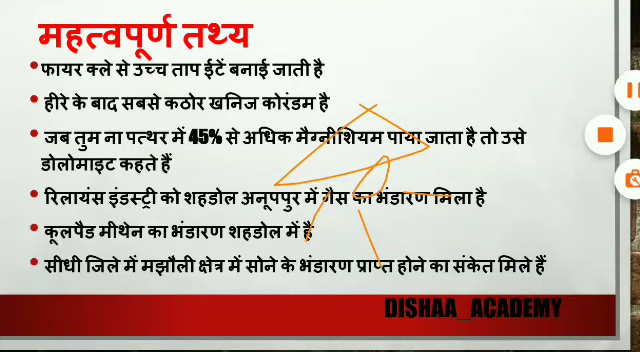 महत्वपूर्ण तथ्य
• फायर क्ले से उच्च ताप ईटें बनाई जाती है
• हीरे के बाद सबसे कठोर खनिज कोरंडम है
• जब तुम ना पत्थर में 45% से अधिक मैग्नीशियम पाया जाता है तो उसे
डोलोमाइट कहते हैं
• रिलायंस इंडस्ट्री को शहडोल अनूपपुर में गैस का भंडारण मिला है
• कूलपैड मीथेन का भंडारण शहडोल में है
• सीधी जिले में मझौली क्षेत्र में सोने के भंडारण प्राप्त होने का संकेत मिले हैं
DISHAA_ACADEMY